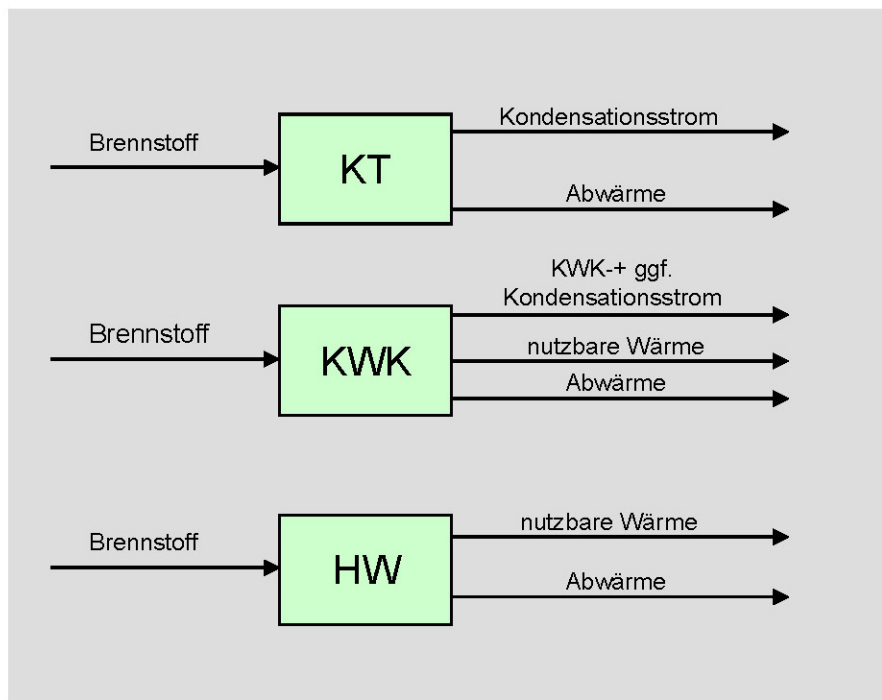 Brennstoff
KT
Kondensationsstrom
Abwärme
Brennstoff
KWK
KWK-+ ggf.
Kondensationsstrom
nutzbare Wärme
Abwärme
Brennstoff
HW
nutzbare Wärme
Abwärme